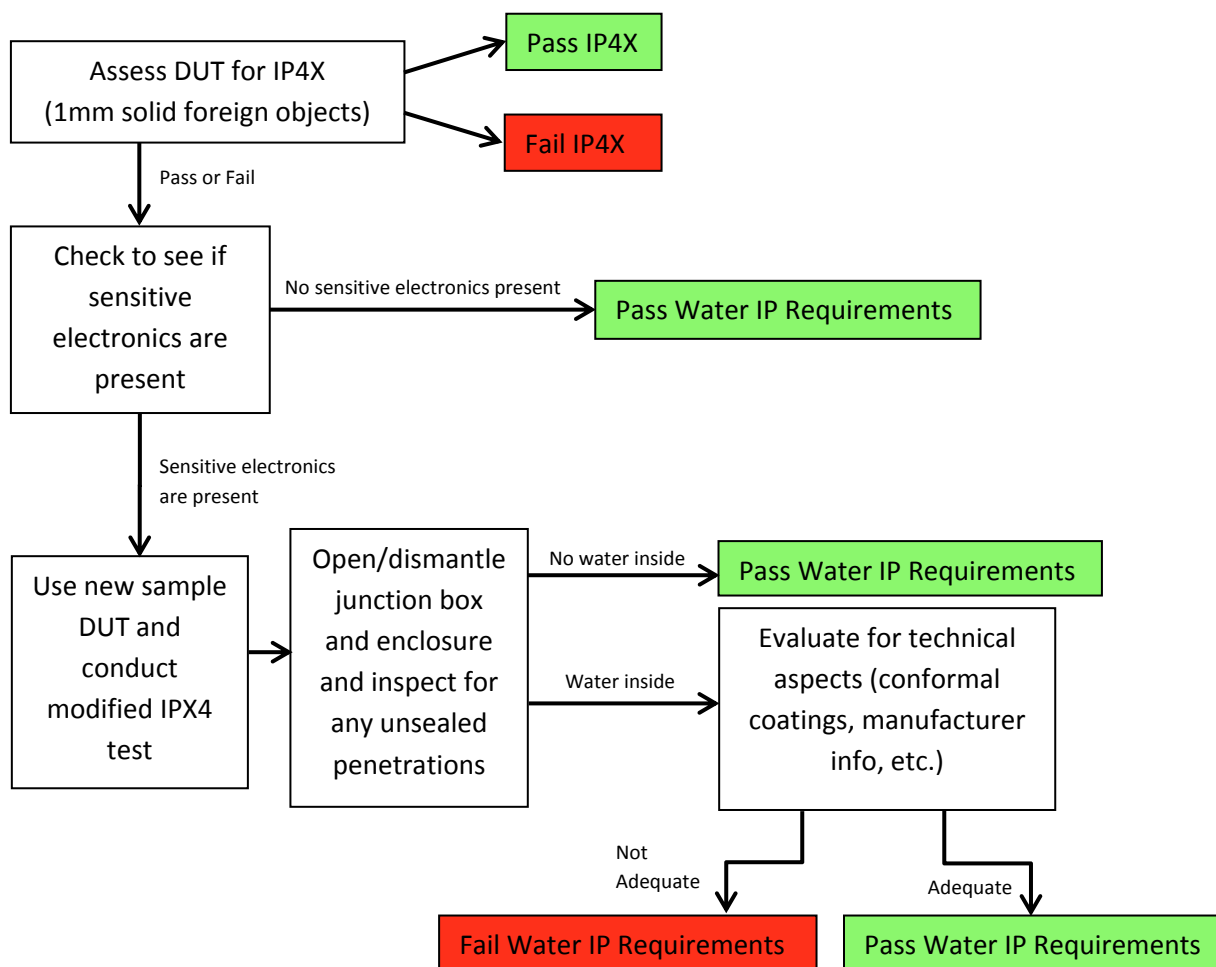 Assess DUT for IP4X
(1mm solid foreign objects)
Pass IP4X
Fail IP4X
Pass or Fail
Check to see if
sensitive
electronics are
present
No sensitive electronics present
Pass Water IP Requirements
Sensitive electronics
are present
Use new sample
DUT and
conduct
modified IPX4
test
Open/dismantle
junction box
and enclosure
and inspect for
any unsealed
penetrations
No water inside
Pass Water IP Requirements
Water inside
Evaluate for technical
aspects (conformal
coatings, manufacturer
info, etc.)
Not
Adequate
Fail Water IP Requirements
Adequate
Pass Water IP Requirements